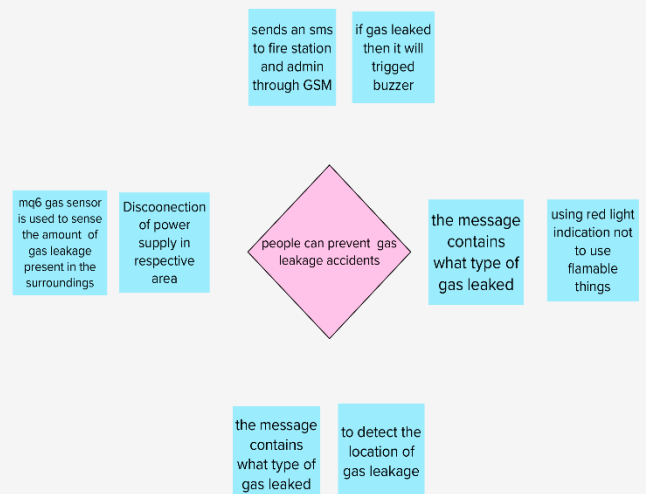 sends an sms
to fire station
and admin
through GSM
if gas leaked
then it will
trigged
buzzer
mq6 gas sensor
is used to sense
the amount of
gas leakage
present in the
surroundings
Discoonection
of power
supply in
respective
area
people can prevent gas
leakage accidents
the message
contains
what type of
gas leaked
using red light
indication not
to use
flamable
things
the message
contains
what type of
gas leaked
to detect the
location of
gas leakage